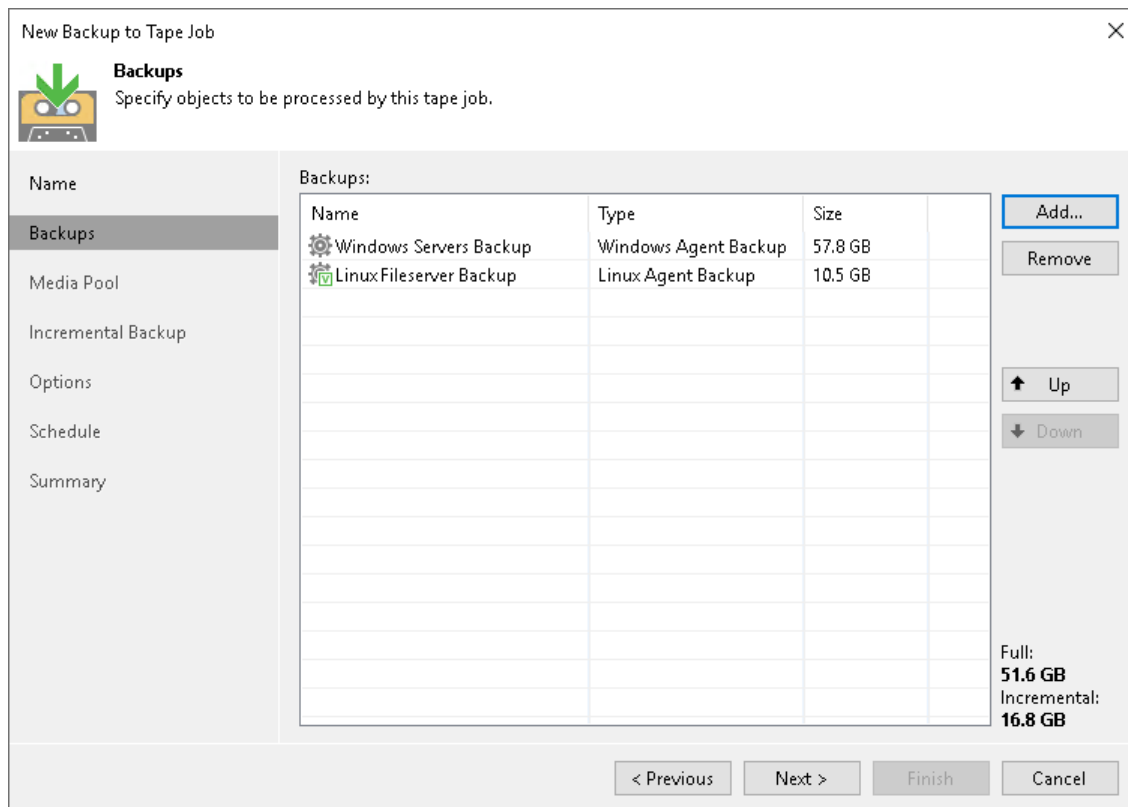 New Backup to Tape Job
Backups
Specify objects to be processed by this tape job.
Name
Backups
Media Pool
Incremental Backup
Options
Schedule
Summary
Backups:
Name Type Size
Windows Servers Backup Windows Agent Backup 57.8 GB
Linux Fileserver Backup Linux Agent Backup 10.5 GB
Add...
Remove
Up
Down
Full:
51.6 GB
Incremental:
16.8 GB
< Previous Next > Finish Cancel